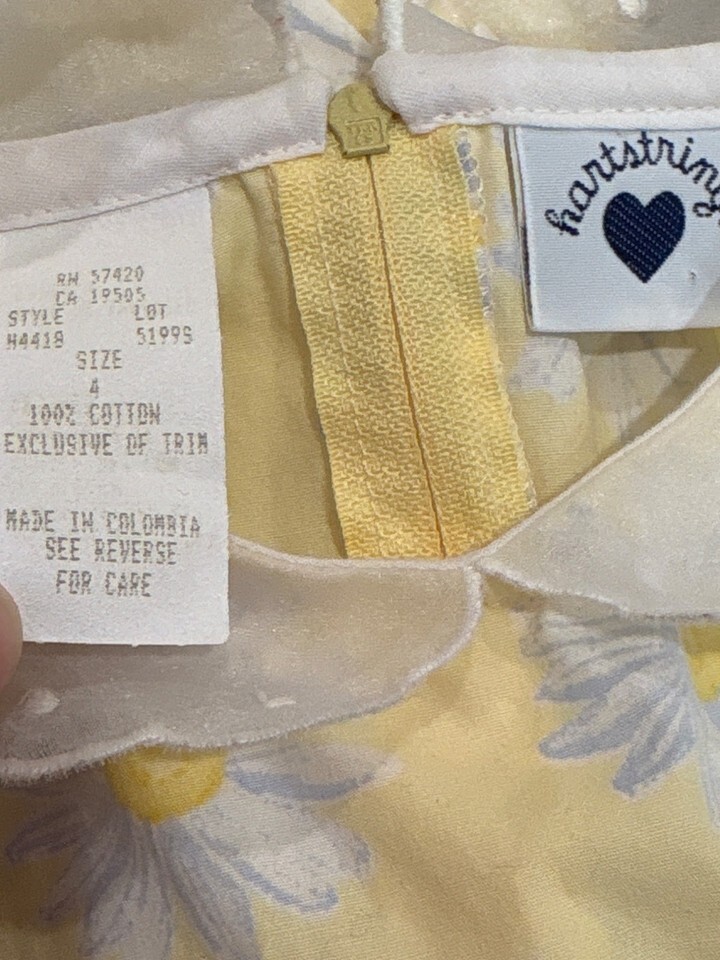 RN 57420
CA 19505
STYLE LOT
H4418 5199S
SIZE
4
100% COTTON
EXCLUSIVE OF TRIM
MADE IN COLOMBIA
SEE REVERSE
FOR CARE
hartstring